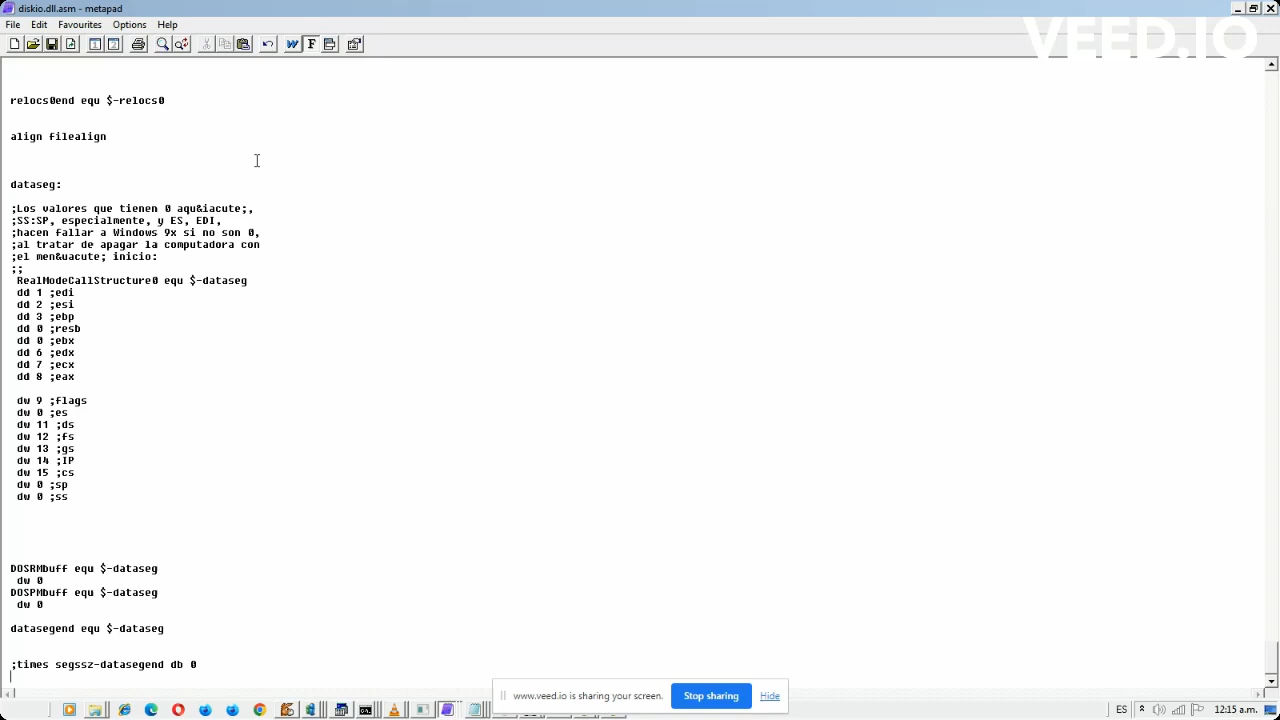 diskio.dll.asm - metapad
VEED.IO
File Edit Favourites Options Help
relocs0end equ $-relocs0
align filealign
dataseg:
;Los valores que tienen 0 aqu&iacute;,
;SS:SP, especialmente, y ES, EDI,
;hacen fallar a Windows 9x si no son 0,
;al tratar de apagar la computadora con
;el men&uacute; inicio:
;;
RealModeCallStructure0 equ $-dataseg
dd 1 ;edi
dd 2 ;esi
dd 3 ;ebp
dd 0 ;resb
dd 0 ;ebx
dd 6 ;edx
dd 7 ;ecx
dd 8 ;eax
dw 9 ;flags
dw 0 ;es
dw 11 ;ds
dw 12 ;fs
dw 13 ;gs
dw 14 ;IP
dw 15 ;cs
dw 0 ;sp
dw 0 ;ss
DOSRMbuff equ $-dataseg
dw 0
DOSPMbuff equ $-dataseg
dw 0
datasegend equ $-dataseg
;times segssz-datasegend db 0
www.veed.io is sharing your screen. Stop sharing Hide
ES 12:15 a.m.